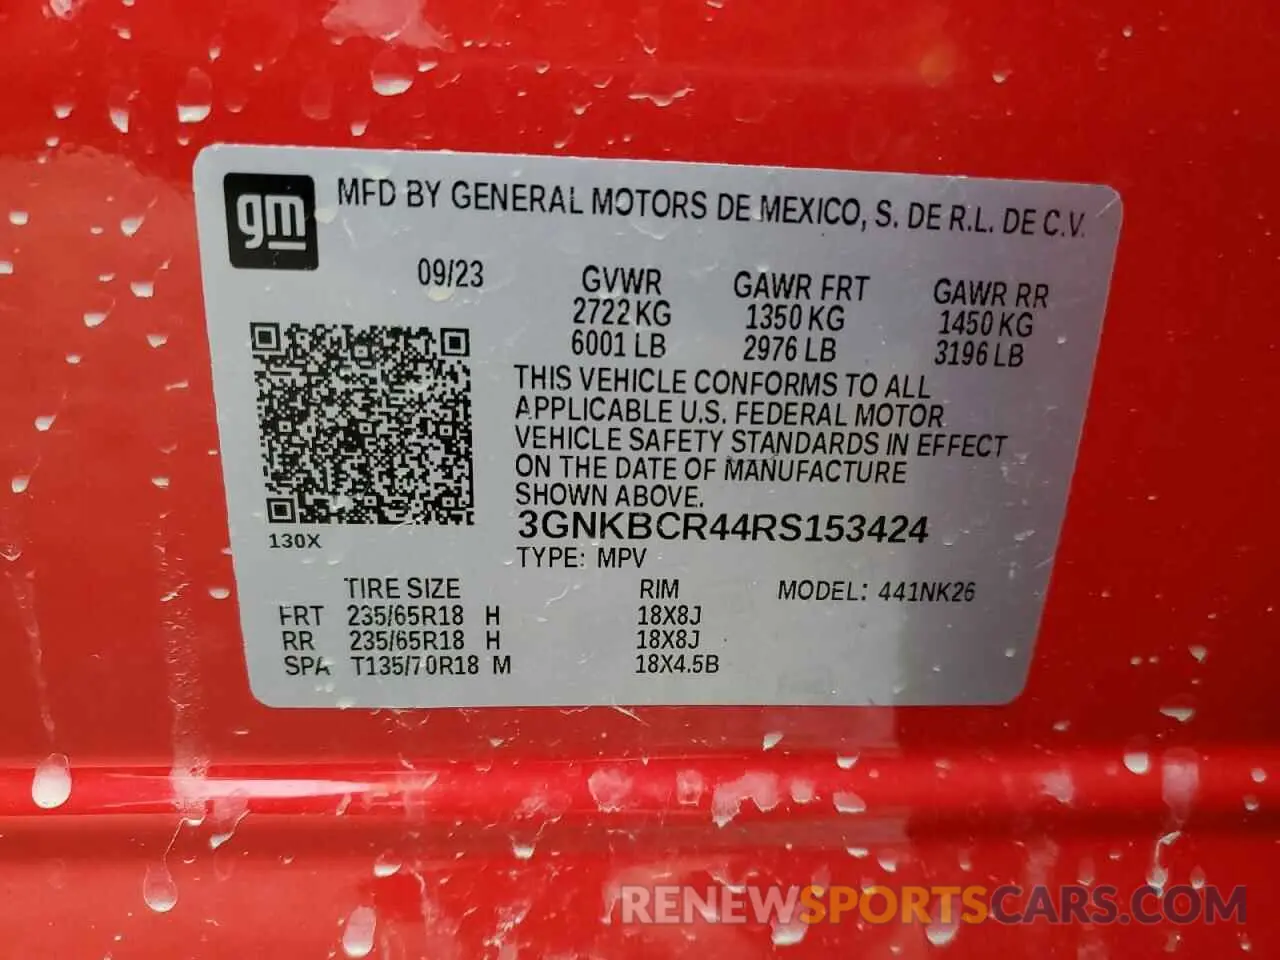 gm MFD BY GENERAL MOTORS DE MEXICO, S. DE R.L. DE C.V.
09/23 GVWR GAWR FRT GAWR RR
2722 KG 1350 KG 1450 KG
6001 LB 2976 LB 3196 LB
THIS VEHICLE CONFORMS TO ALL
APPLICABLE U.S. FEDERAL MOTOR
VEHICLE SAFETY STANDARDS IN EFFECT
ON THE DATE OF MANUFACTURE
SHOWN ABOVE.
3GNKBCR44RS153424
130X
TYPE: MPV
TIRE SIZE RIM MODEL: 441NK26
FRT 235/65R18 H 18X8J
RR 235/65R18 H 18X8J
SPA T135/70R18 M 18X4.5B
RENEWSPORTSCARS.COM